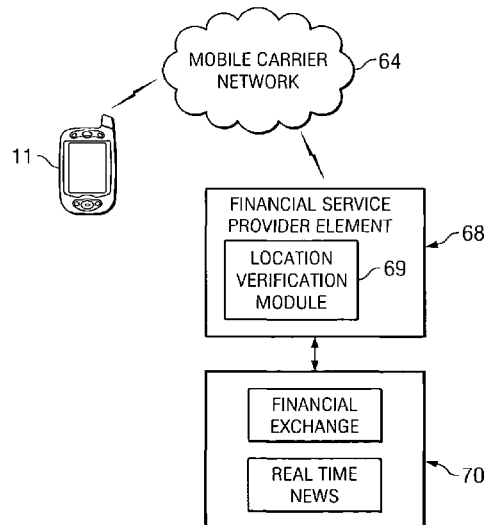 MOBILE CARRIER
NETWORK
64
11
FINANCIAL SERVICE
PROVIDER ELEMENT
68
LOCATION
VERIFICATION
MODULE
69
FINANCIAL
EXCHANGE
REAL TIME
NEWS
70